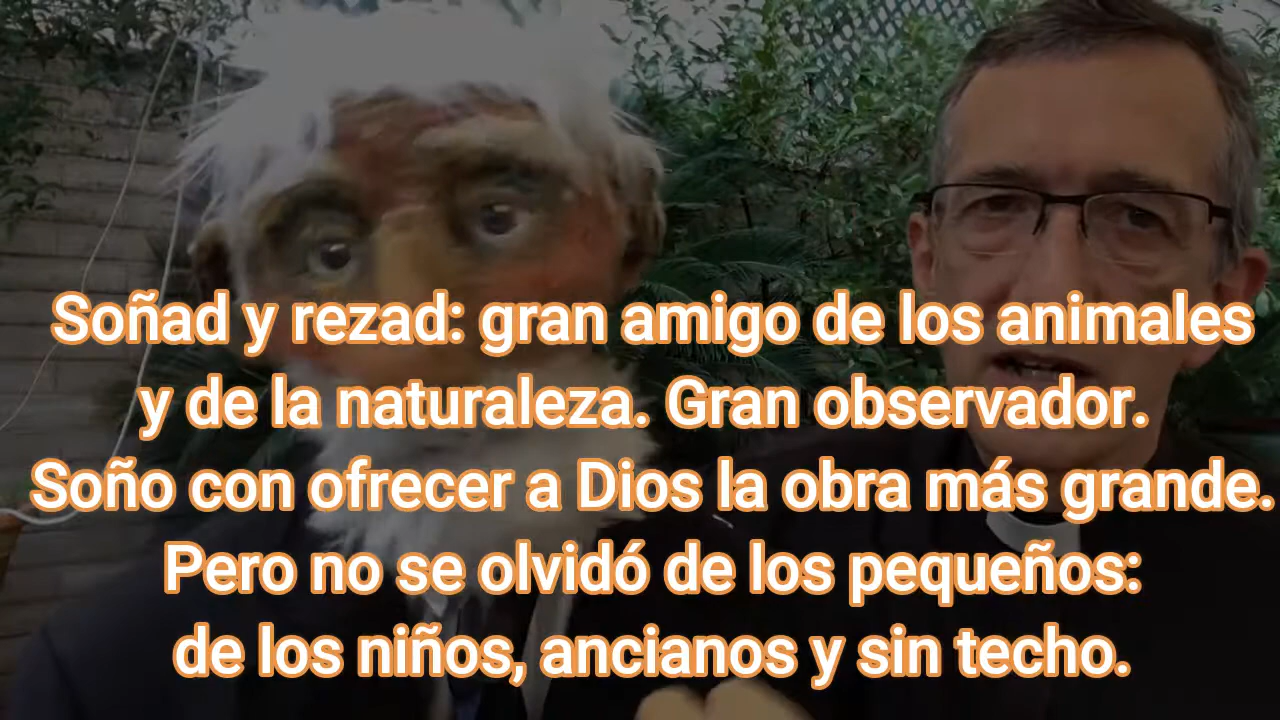 Soñad y rezad: gran amigo de los animales
y de la naturaleza. Gran observador.
Soño con ofrecer a Dios la obra más grande.
Pero no se olvidó de los pequeños:
de los niños, ancianos y sin techo.